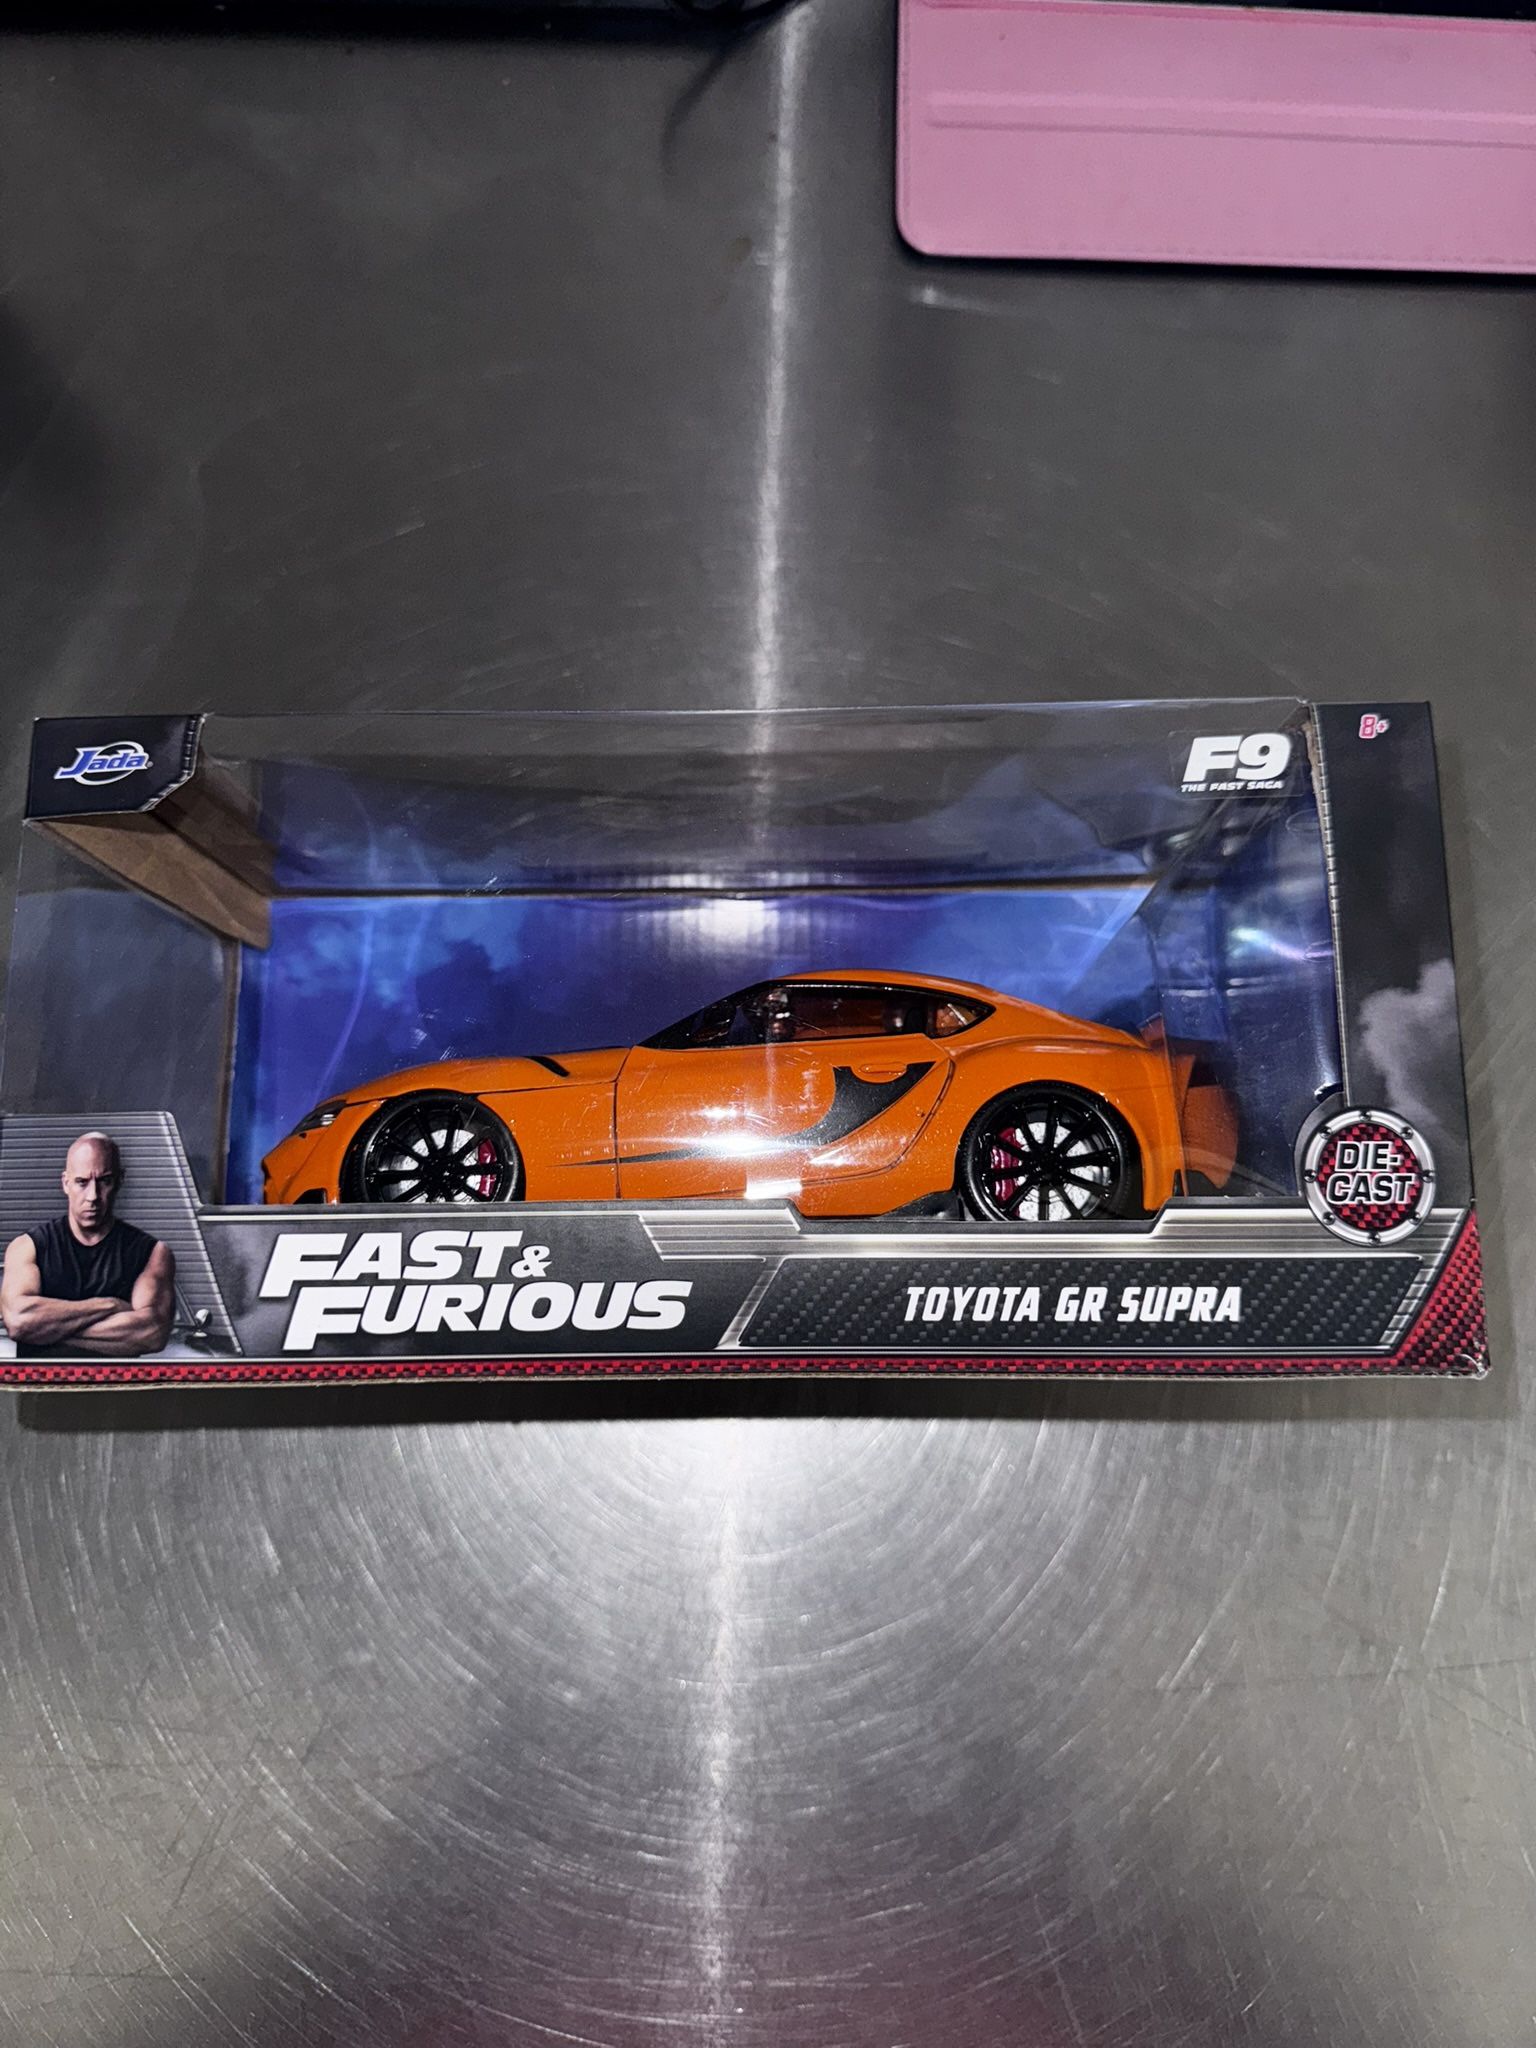 Jada
F9
THE FAST SAGA
8+
DIE-
CAST
FAST &
FURIOUS
TOYOTA GR SUPRA